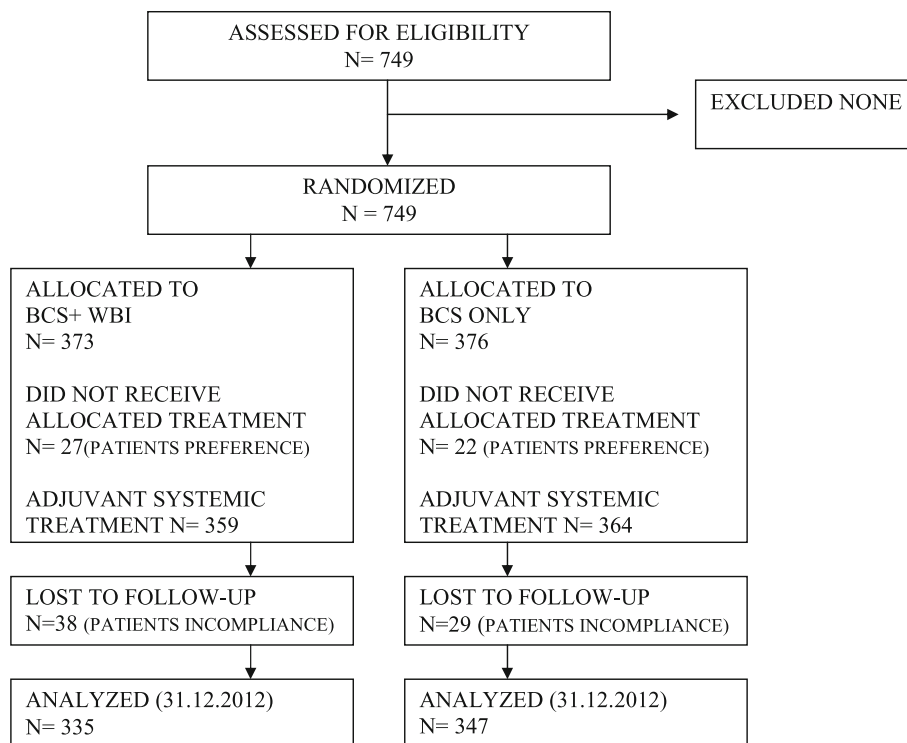 ASSESSED FOR ELIGIBILITY
N= 749
EXCLUDED NONE
RANDOMIZED
N = 749
ALLOCATED TO
BCS+ WBI
N= 373
DID NOT RECEIVE
ALLOCATED TREATMENT
N= 27(PATIENTS PREFERENCE)
ADJUVANT SYSTEMIC
TREATMENT N= 359
ALLOCATED TO
BCS ONLY
N= 376
DID NOT RECEIVE
ALLOCATED TREATMENT
N= 22 (PATIENTS PREFERENCE)
ADJUVANT SYSTEMIC
TREATMENT N= 364
LOST TO FOLLOW-UP
N=38 (PATIENTS INCOMPLIANCE)
LOST TO FOLLOW-UP
N=29 (PATIENTS INCOMPLIANCE)
ANALYZED (31.12.2012)
N= 335
ANALYZED (31.12.2012)
N= 347